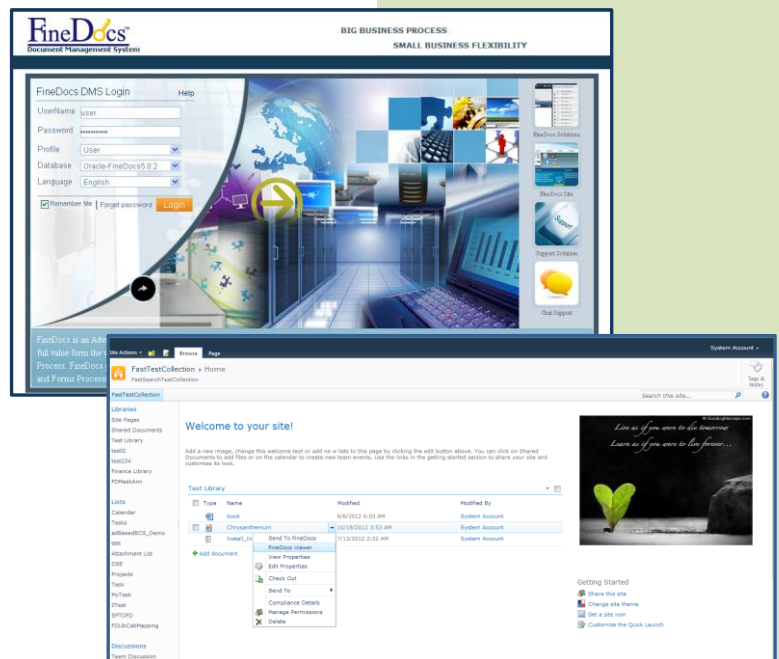 FineDocs™
Document Management System
BIG BUSINESS PROCESS
SMALL BUSINESS FLEXIBILITY
FineDocs DMS Login
Help
UserName user
Password
Profile User
Database Oracle-FineDocs5.0.2
Language English
Remember Me | Forget password Login
FineDocs Solutions
FineDocs Site
Support
Support Solution
Chat Support
FineDocs is an Adv
full value form the
Process. FineDocs
and Forms Process
Site Actions
Browse Page
System Account
FastTestCollection ▸ Home
FastSearchTestCollection
Tags & Notes
FastTestCollection
Search this site...
Libraries
Site Pages
Shared Documents
Test Library
test02
test234
Finance Library
FDMaskAnn
Lists
Calendar
Tasks
adBasedBCS_Demo
Attachment List
DSE
Projects
Task
MyTask
DTest
SPTOFD
FDLibCabMapping
Discussions
Team Discussion
Welcome to your site!
Add a new image, change this welcome text or add ne w lists to this page by clicking the edit button above. You can click on Shared
Documents to add files or on the calendar to create new team events. Use the links in the getting started section to share your site and
customize its look.
Test Library
Type Name Modified Modified By
book 6/6/2012 6:03 AM System Account
Chrysanthemum 10/18/2012 3:53 AM System Account
Install_In 7/13/2012 2:32 AM System Account
Add document
Send To FineDocs
FineDocs Viewer
View Properties
Edit Properties
Check Out
Send To
Compliance Details
Manage Permissions
Delete
Live as if you were to die tomorrow
Learn as if you were to live forever...
Getting Started
Share this site
Change site theme
Set a site icon
Customize the Quick Launch